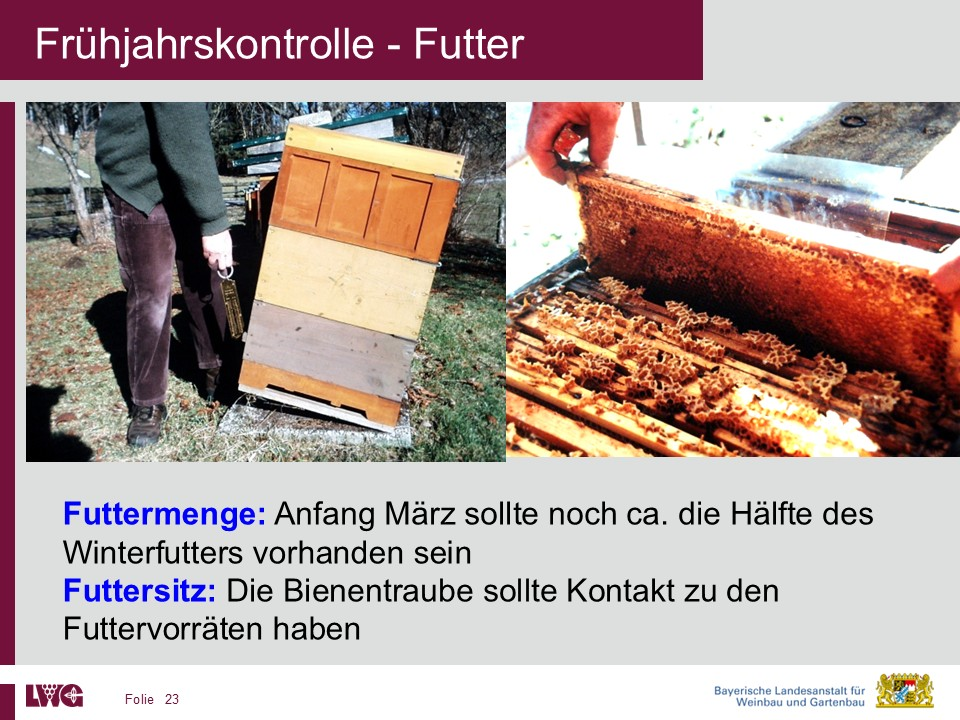 Frühjahrskontrolle - Futter
Futtermenge: Anfang März sollte noch ca. die Hälfte des
Winterfutters vorhanden sein
Futtersitz: Die Bienentraube sollte Kontakt zu den
Futtervorräten haben
LWG
Folie 23
Bayerische Landesanstalt für
Weinbau und Gartenbau